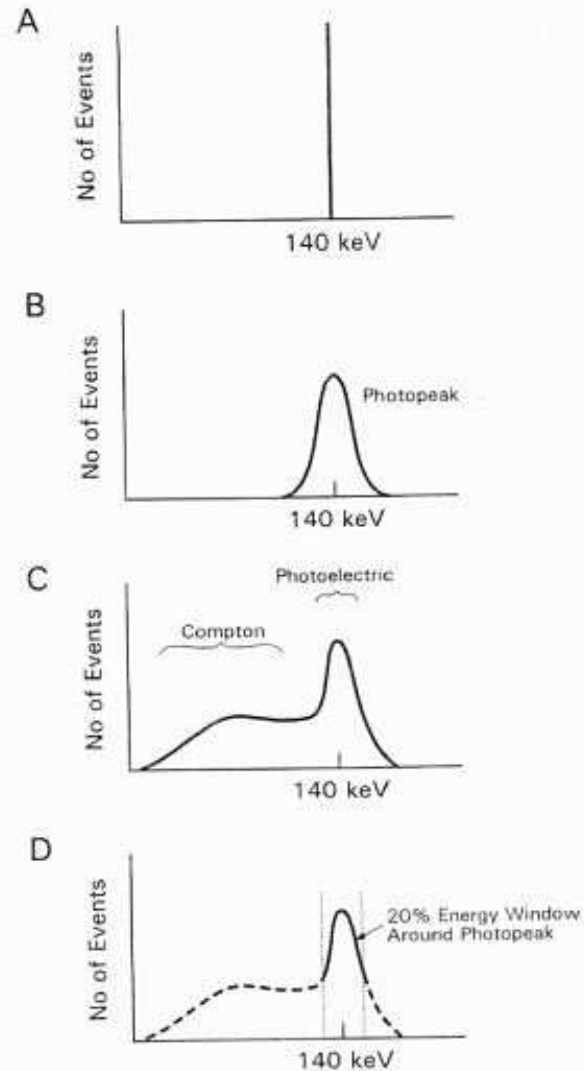 A
No of Events
140 keV
B
No of Events
Photopeak
140 keV
C
Photoelectric
Compton
No of Events
140 keV
D
20% Energy Window
Around Photopeak
No of Events
140 keV